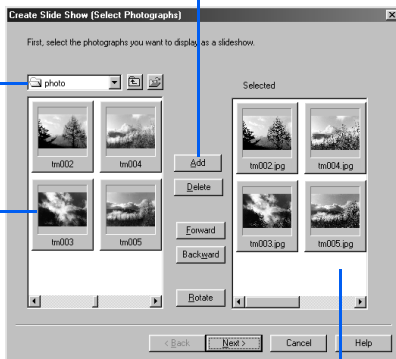 Create Slide Show (Select Photographs)
First, select the photographs you want to display as a slideshow.
photo
Selected
tm002
tm004
tm003
tm005
Add
Delete
Forward
Backward
Rotate
tm002.jpg
tm004.jpg
tm003.jpg
tm005.jpg
< Back
Next >
Cancel
Help